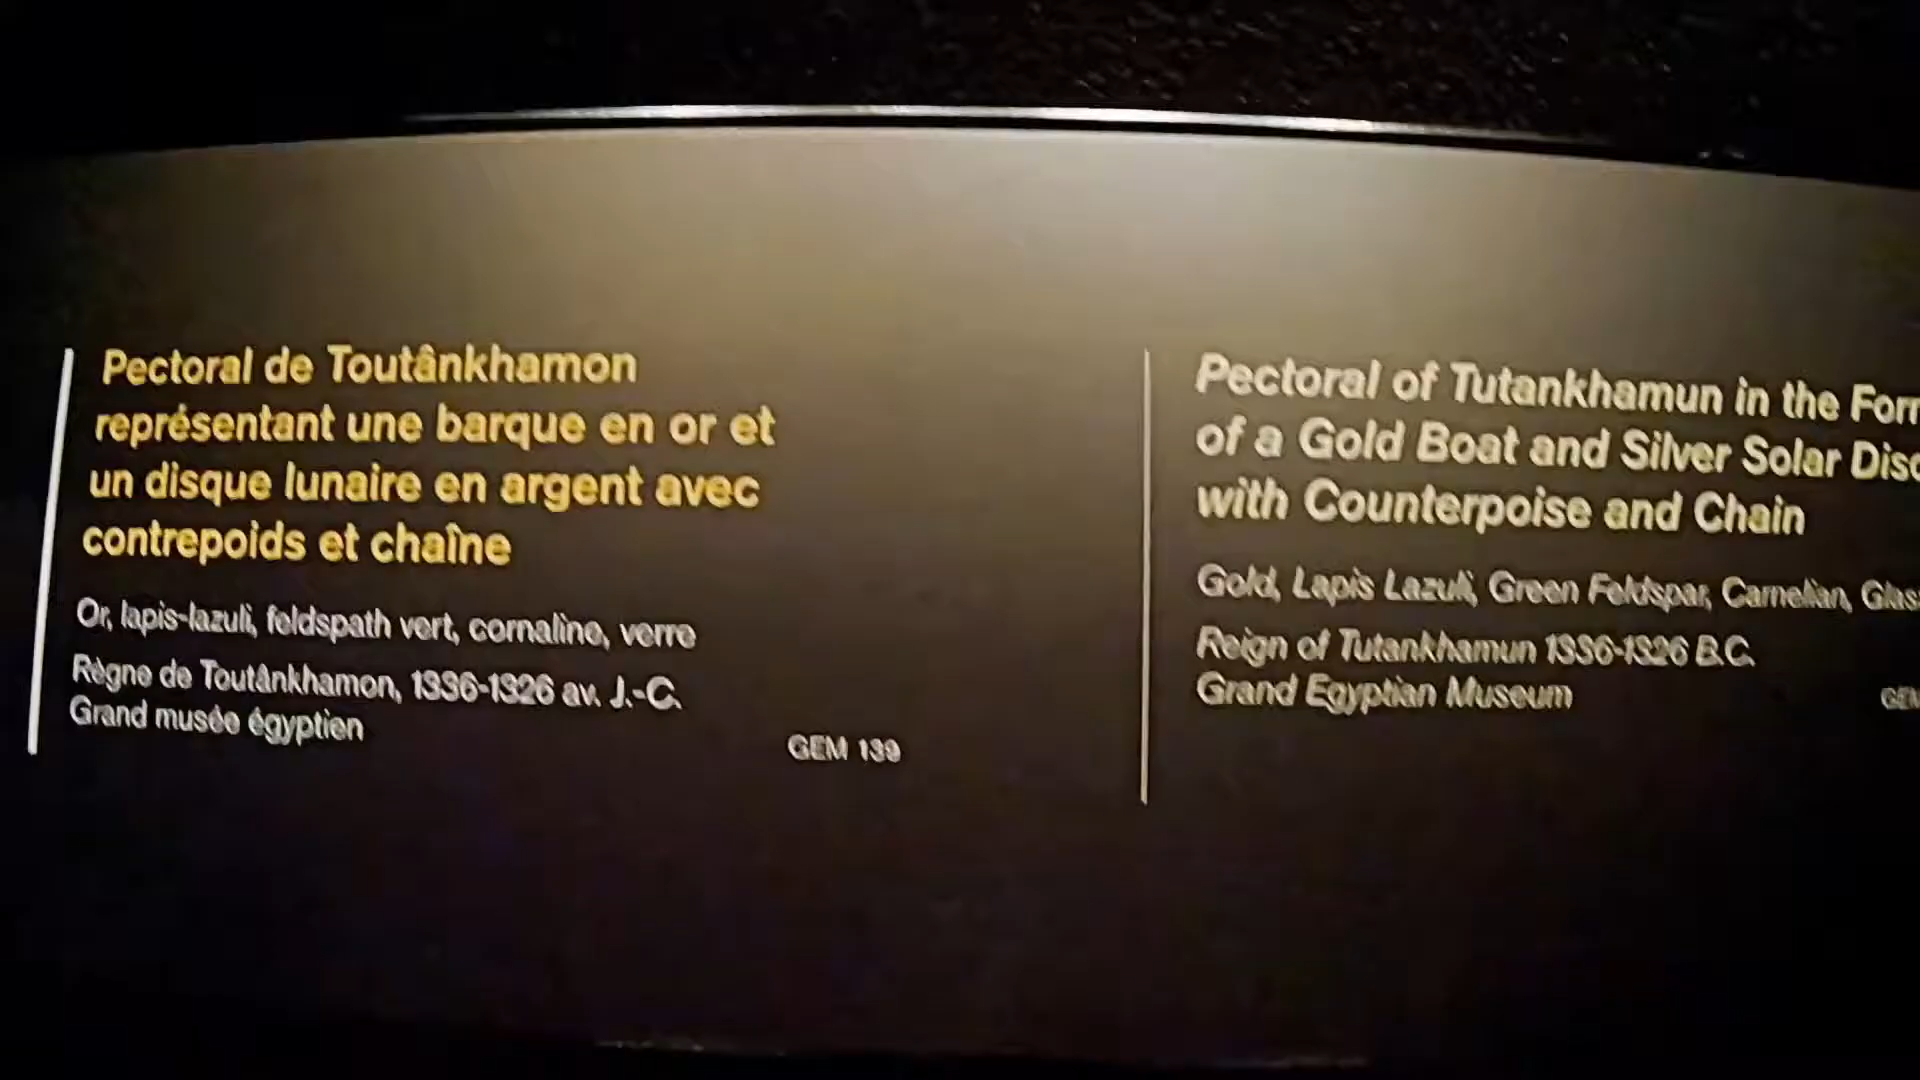 Pectoral de Toutânkhamon
représentant une barque en or et
un disque lunaire en argent avec
contrepoids et chaîne
Or, lapis-lazuli, feldspath vert, cornaline, verre
Règne de Toutânkhamon, 1336-1326 av. J.-C.
Grand musée égyptien
GEM 139
Pectoral of Tutankhamun in the
of a Gold Boat and Silver Solar
with Counterpoise and Chain
Gold, Lapis Lazuli, Green Feldspar, Carnelian,
Reign of Tutankhamun 1336-1326 B.C.
Grand Egyptian Museum